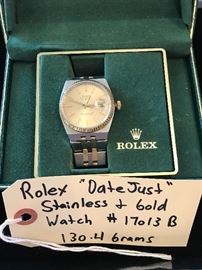 ROLEX
Rolex "DateJust"
Stainless + Gold
Watch # 17013 B
130.4 Grams